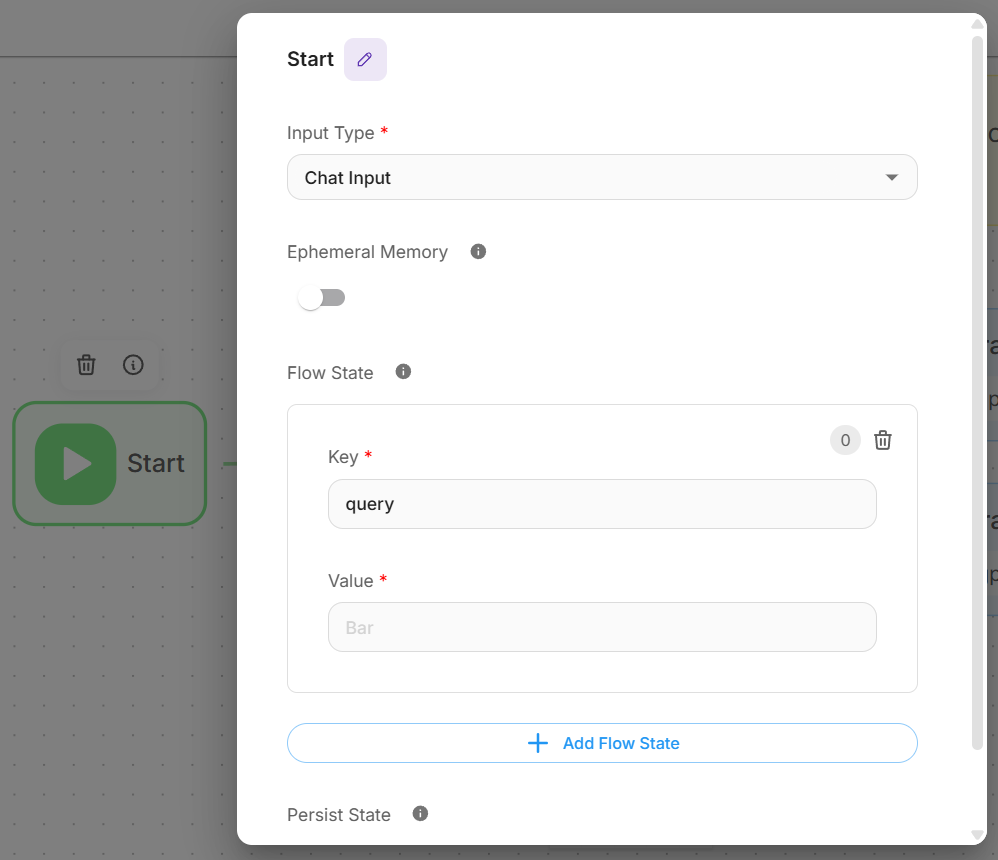 Start
Input Type *
Chat Input
Ephemeral Memory
Flow State
0
Key *
query
Value *
Bar
Add Flow State
Persist State
Start